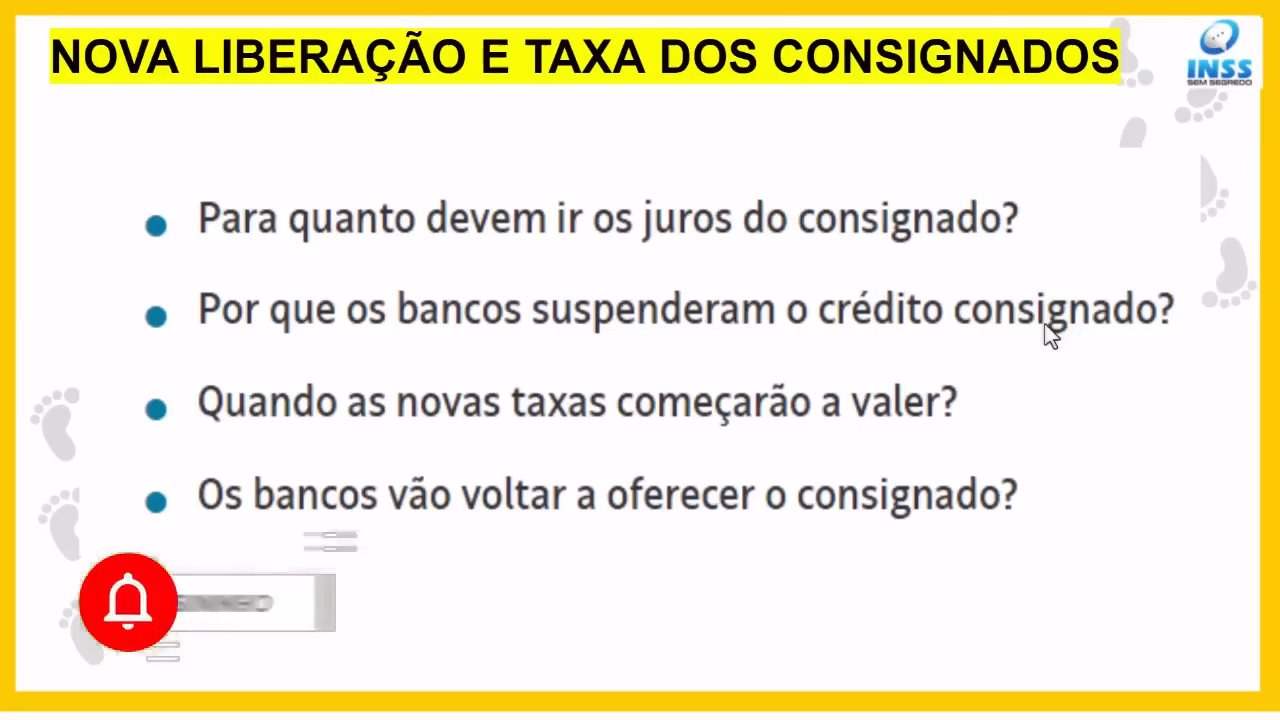 NOVA LIBERAÇÃO E TAXA DOS CONSIGNADOS
INSS
SEM SEGREDO
Para quanto devem ir os juros do consignado?
Por que os bancos suspenderam o crédito consignado?
Quando as novas taxas começarão a valer?
Os bancos vão voltar a oferecer o consignado?